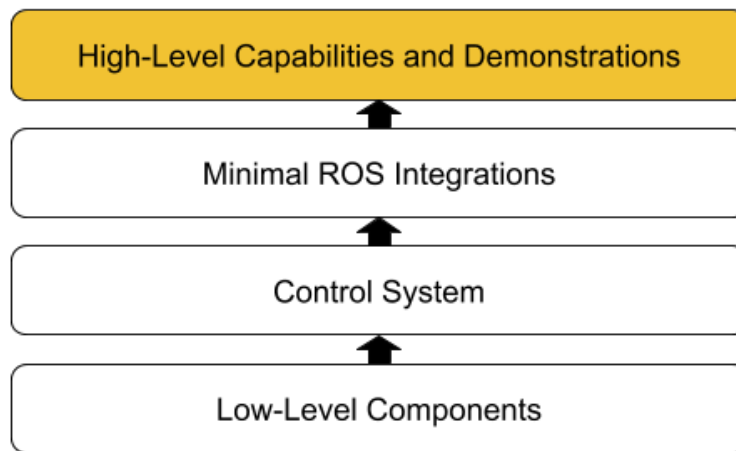 High-Level Capabilities and Demonstrations
Minimal ROS Integrations
Control System
Low-Level Components